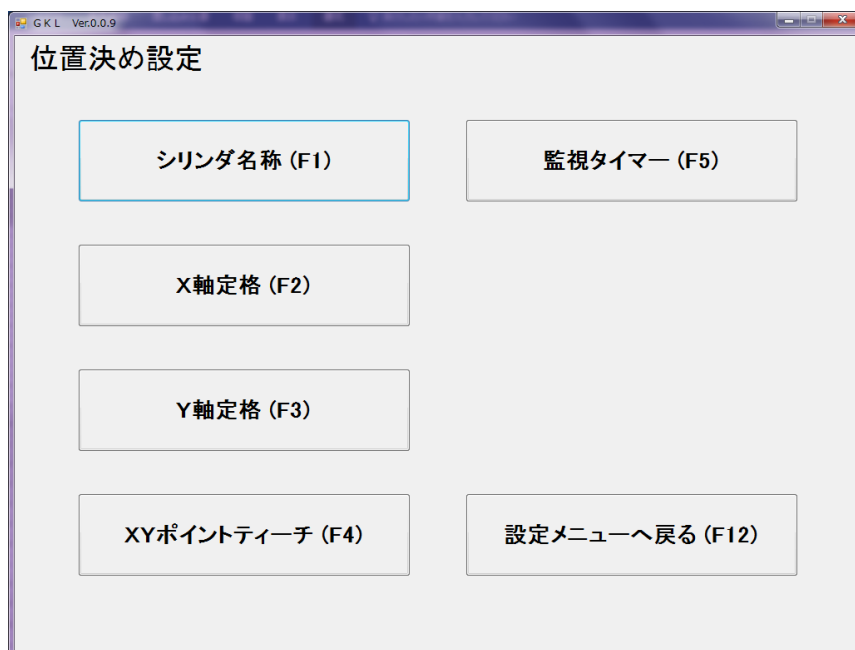 GKL Ver.0.0.9
位置決め設定
シリンダ名称 (F1)
監視タイマー (F5)
X軸定格 (F2)
Y軸定格 (F3)
XYポイントティーチ (F4)
設定メニューへ戻る (F12)